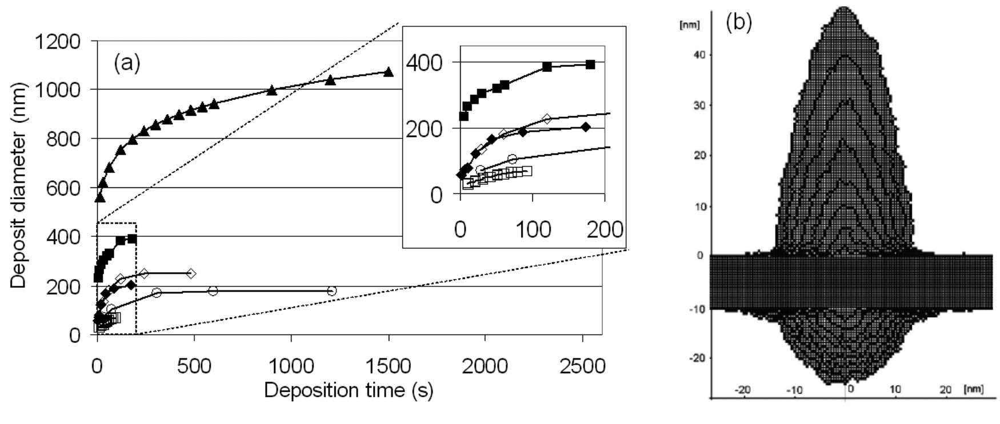 (a)
1200
1000
800
600
400
200
0
0 500 1000 1500 2000 2500
Deposition time (s)
Deposit diameter (nm)
400
200
0
0 100 200
(b)
[nm]
40
30
20
10
0
-10
-20
-20 -10 0 10 20 [nm]